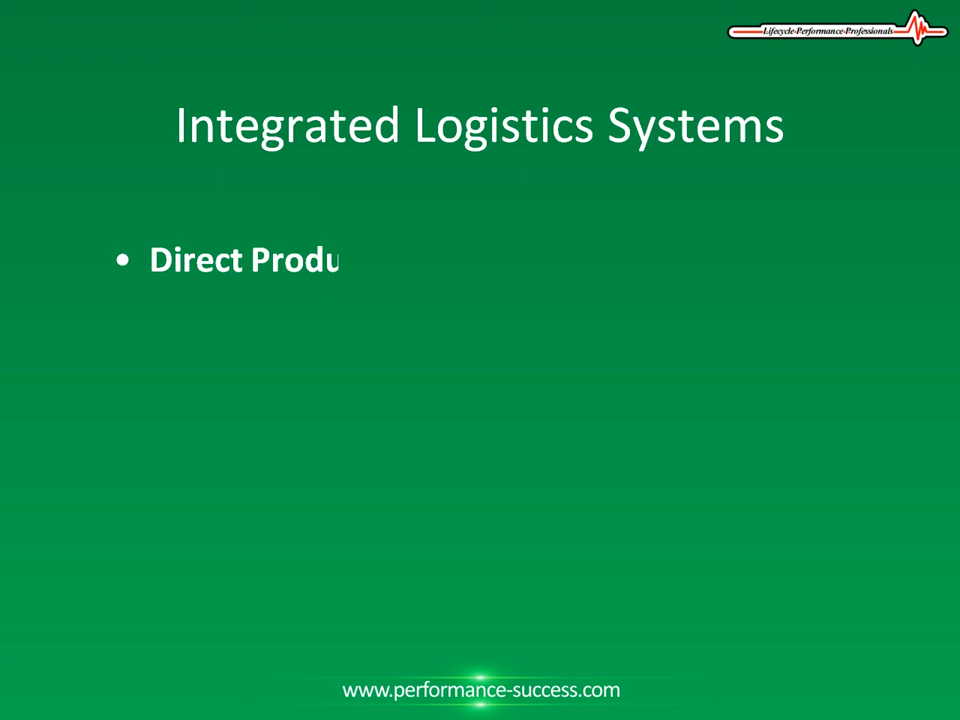 Lifecycle-Performance-Professionals
Integrated Logistics Systems
• Direct Produ
www.performance-success.com